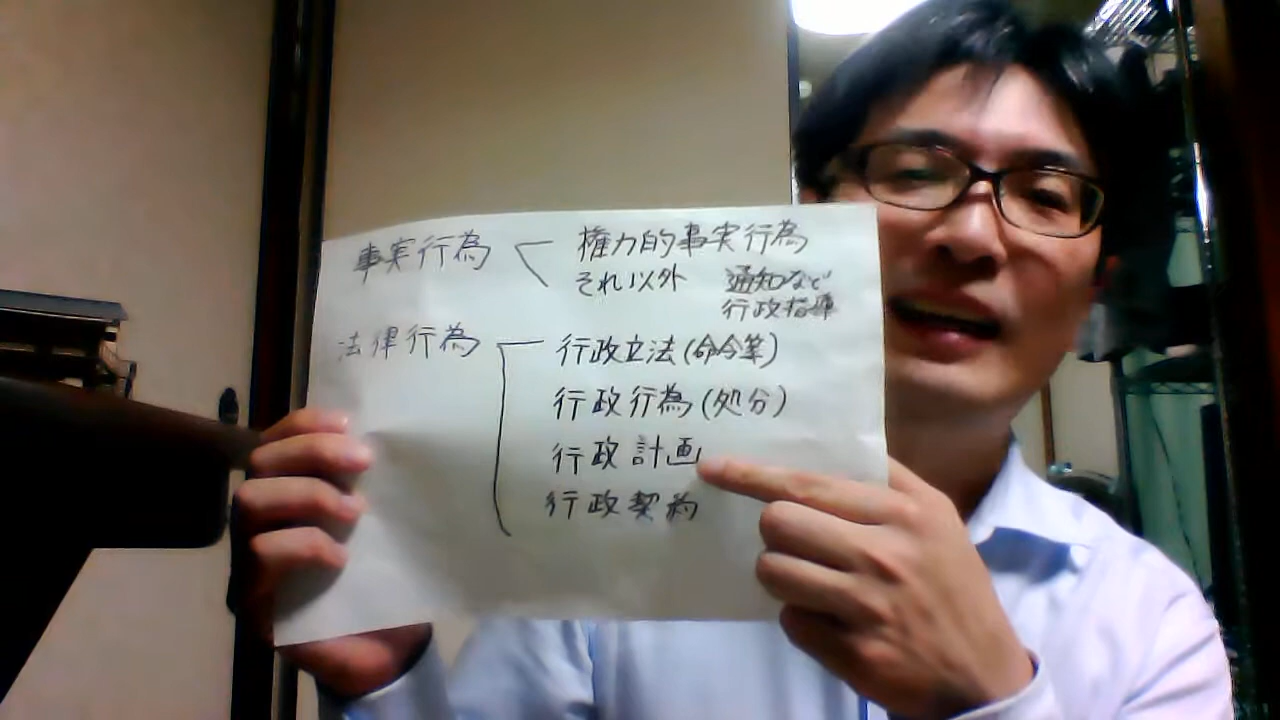 事実行為 権力的事実行為
それ以外 通知など
行政指導
法律行為 行政立法(命令等)
行政行為(処分)
行政計画
行政契約